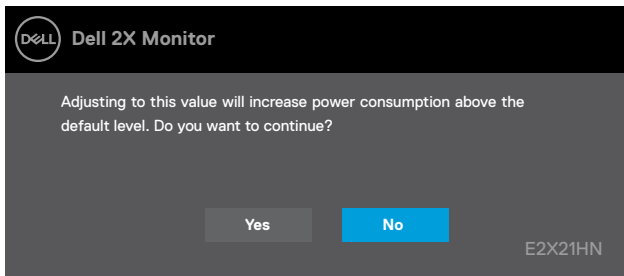 DELL Dell 2X Monitor
Adjusting to this value will increase power consumption above the
default level. Do you want to continue?
Yes No
E2X21HN